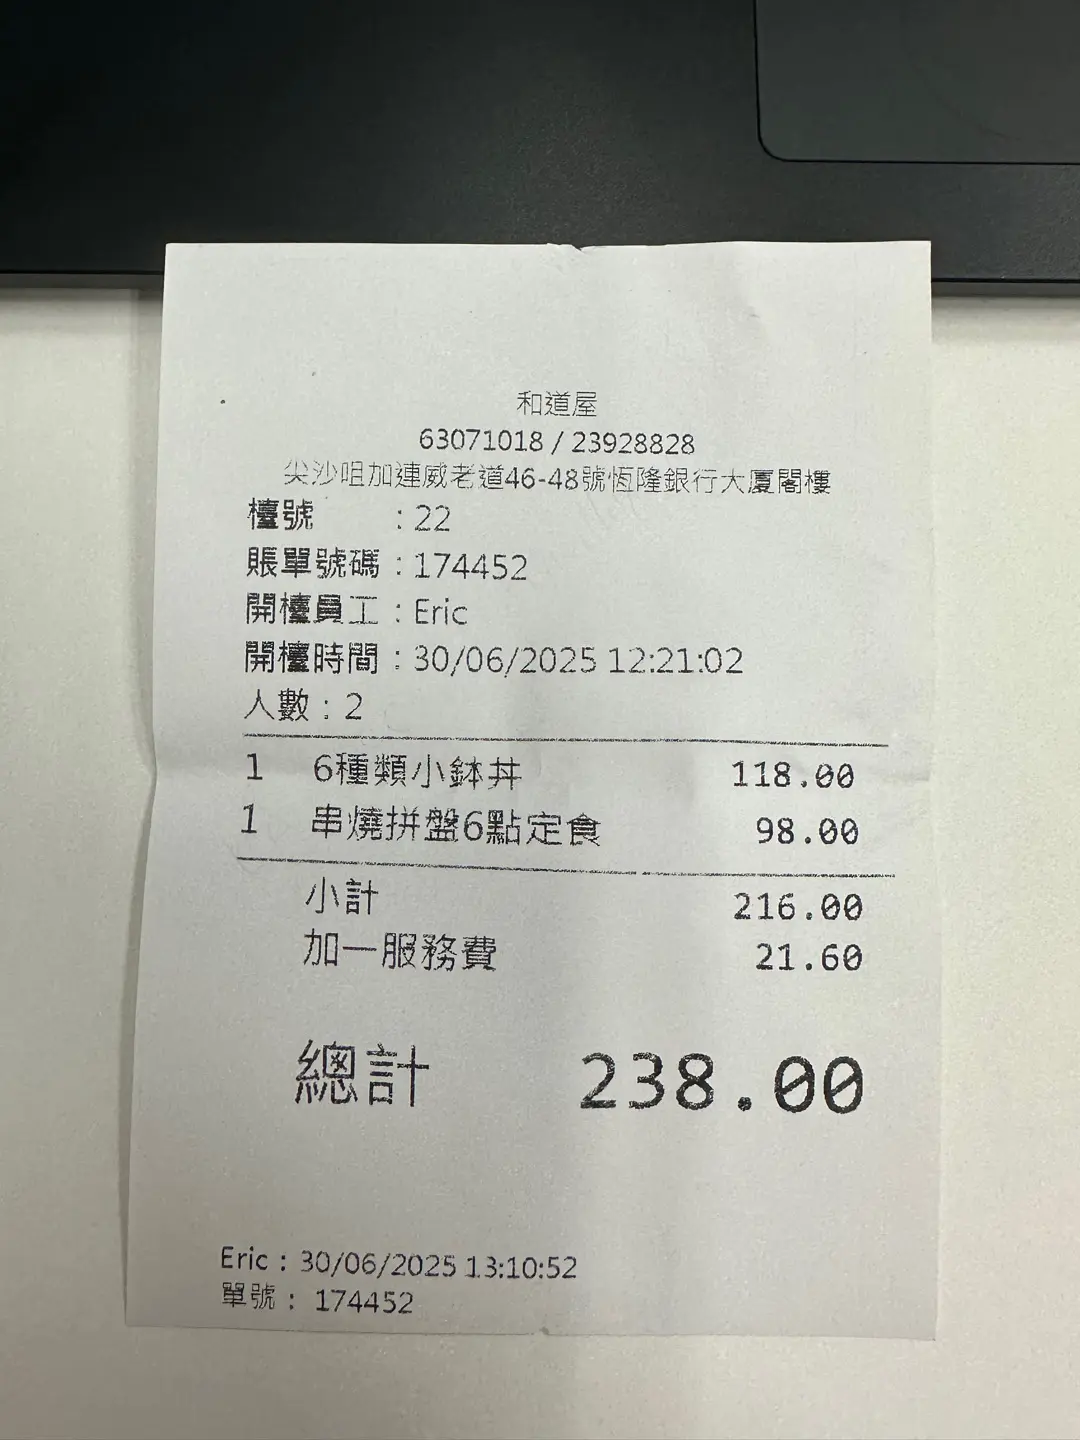 和道屋
63071018 / 23928828
尖沙咀加連威老道46-48號恆隆銀行大廈閣樓
檯號 : 22
賬單號碼 : 174452
開檯員工 : Eric
開檯時間 : 30/06/2025 12:21:02
人數 : 2
1 6種類小鉢丼 118.00
1 串燒拼盤6點定食 98.00
小計 216.00
加一服務費 21.60
總計 238.00
Eric : 30/06/2025 13:10:52
單號 : 174452